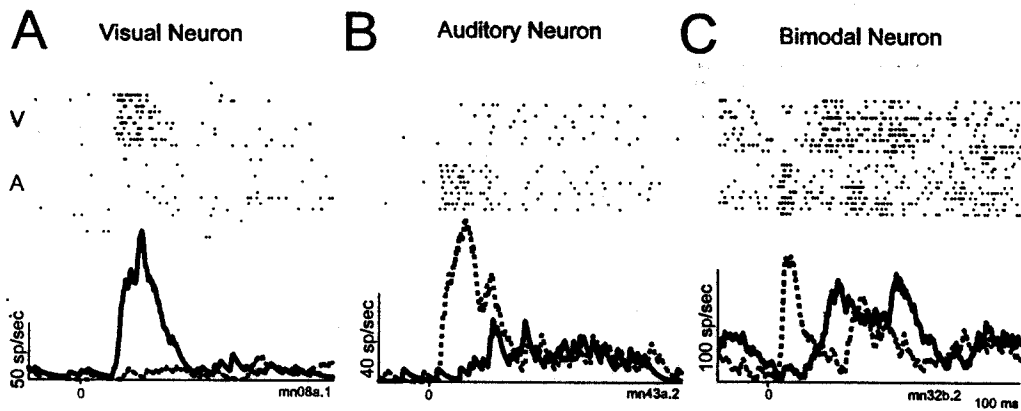 A Visual Neuron
B Auditory Neuron
C Bimodal Neuron
V
A
50 sp/sec
40 sp/sec
100 sp/sec
0 mn08a.1
0 mn43a.2
0 mn32b.2 100 ms